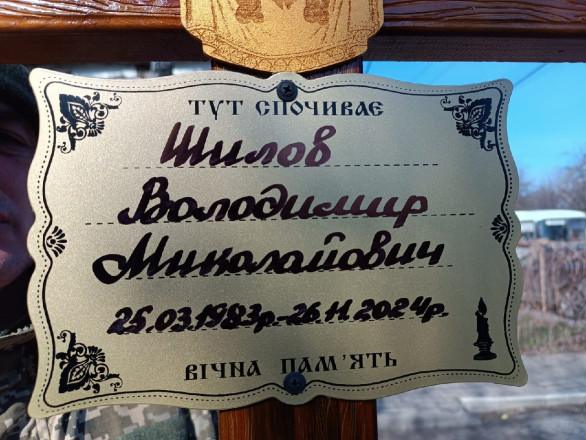 ТУТ СПОЧИВАЄ
Шилов
Володимир
Миколайович
25.03.1983р.-26.11.2024р.
ВІЧНА ПАМ'ЯТЬ